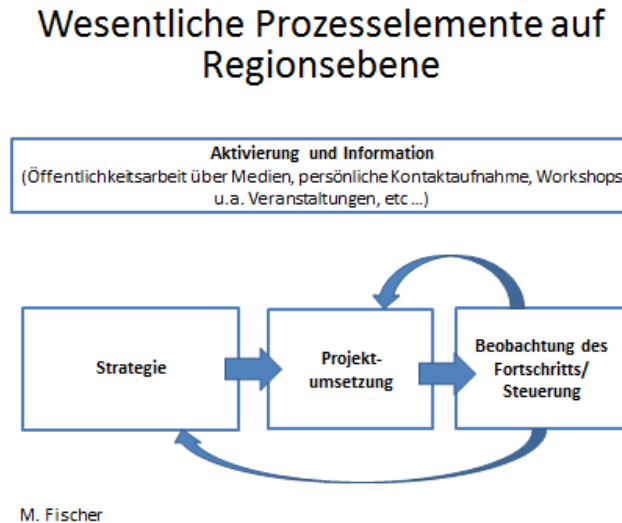 Wesentliche Prozesselemente auf
Regionsebene
Aktivierung und Information
(Öffentlichkeitsarbeit über Medien, persönliche Kontaktaufnahme, Workshops
u.a. Veranstaltungen, etc ...)
Strategie
Projekt-
umsetzung
Beobachtung des
Fortschritts/
Steuerung
M. Fischer